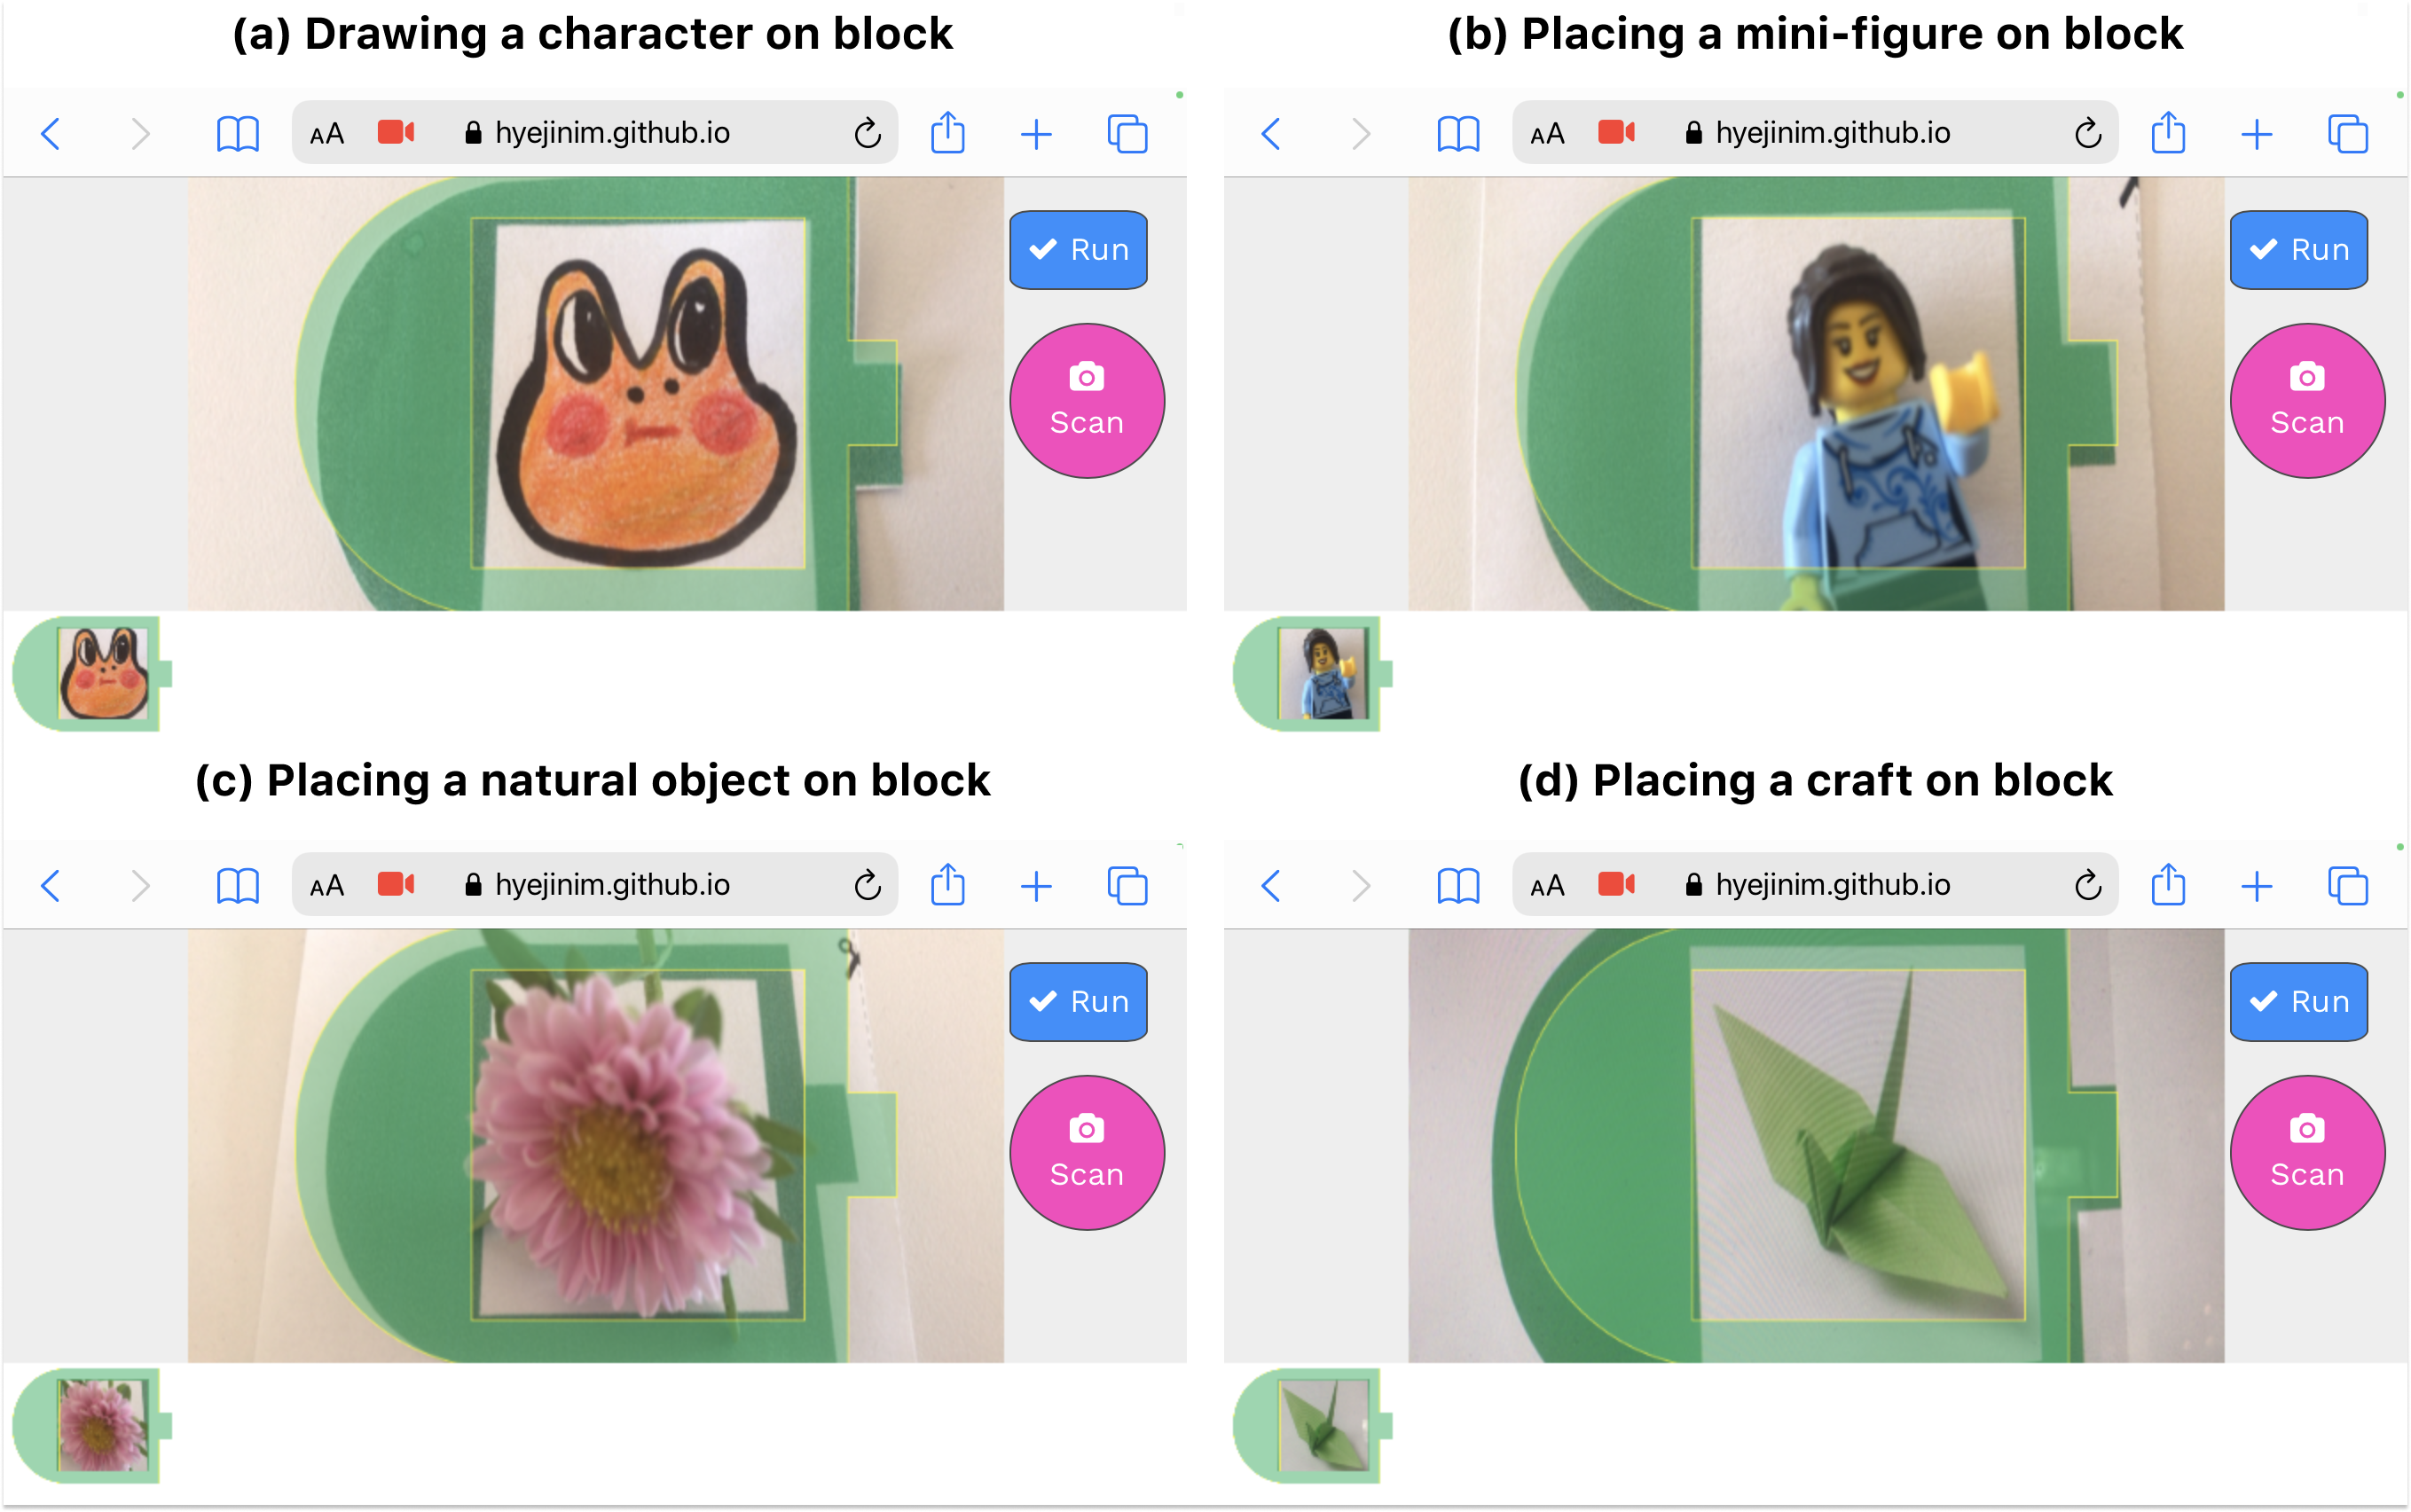 (a) Drawing a character on block
AA hyejinim.github.io
Run
Scan
(b) Placing a mini-figure on block
AA hyejinim.github.io
Run
Scan
(c) Placing a natural object on block
AA hyejinim.github.io
Run
Scan
(d) Placing a craft on block
AA hyejinim.github.io
Run
Scan